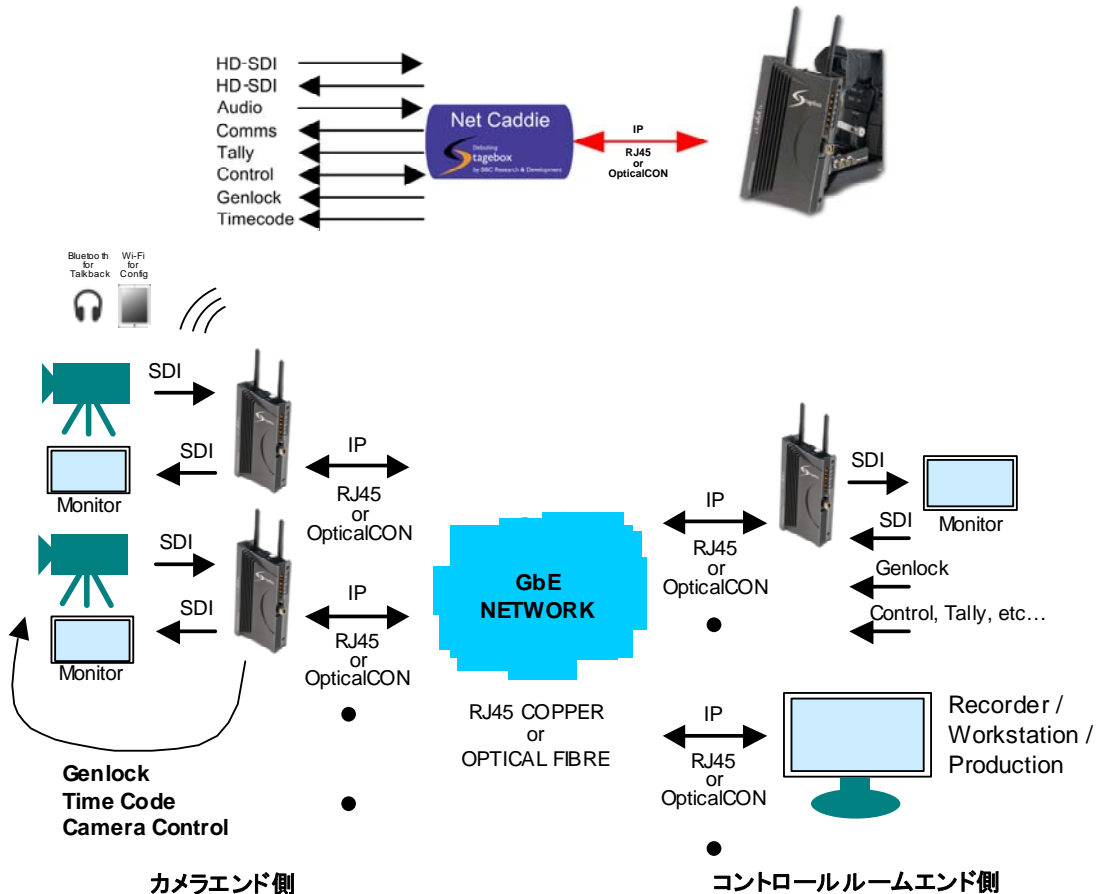 HD-SDI
HD-SDI
Audio
Comms
Tally
Control
Genlock
Timecode
Net Caddie
Debuting
Stagebox
by BBC Research & Development
IP
RJ45
or
OpticalCON
Stagebox
Bluetooth
for
Talkback
Wi-Fi
for
Config
SDI
SDI
Monitor
IP
RJ45
or
OpticalCON
SDI
SDI
Monitor
IP
RJ45
or
OpticalCON
Genlock
Time Code
Camera Control
GbE
NETWORK
RJ45 COPPER
or
OPTICAL FIBRE
IP
RJ45
or
OpticalCON
SDI
Monitor
SDI
Genlock
Control, Tally, etc...
IP
RJ45
or
OpticalCON
Recorder /
Workstation /
Production
カメラエンド側
コントロールルームエンド側